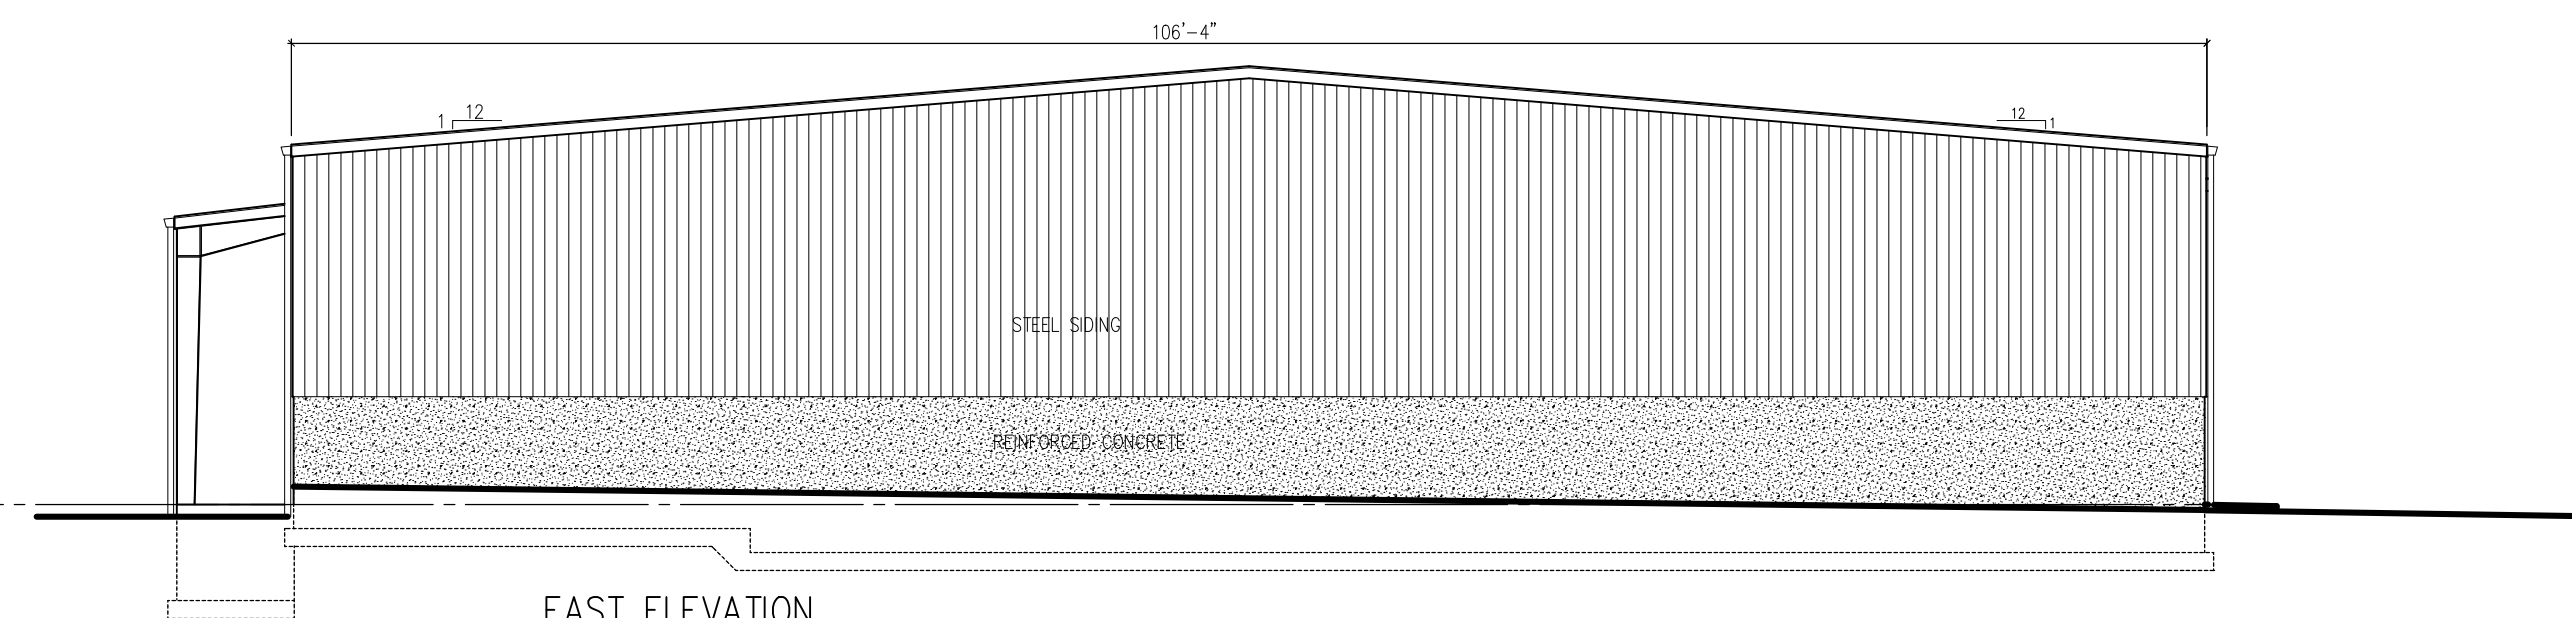 106'-4"
1 12
12 1
STEEL SIDING
REINFORCED CONCRETE
EAST ELEVATION